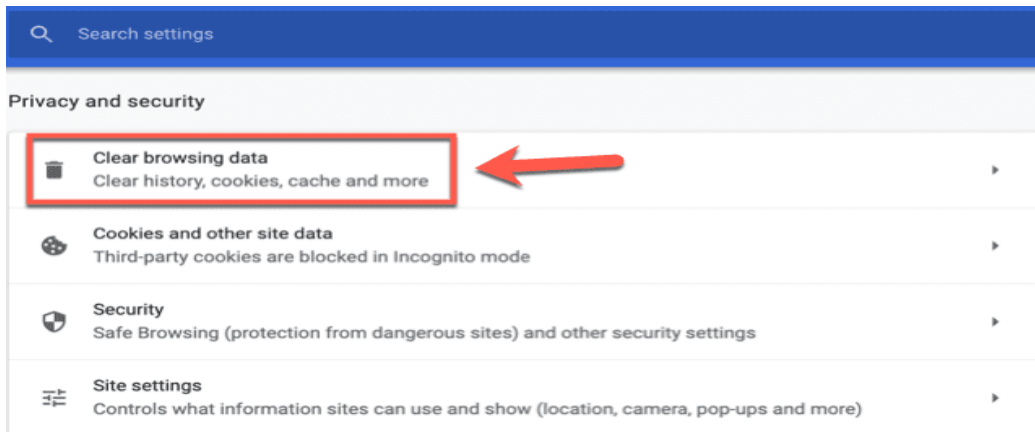 Search settings
Privacy and security
Clear browsing data
Clear history, cookies, cache and more
Cookies and other site data
Third-party cookies are blocked in Incognito mode
Security
Safe Browsing (protection from dangerous sites) and other security settings
Site settings
Controls what information sites can use and show (location, camera, pop-ups and more)